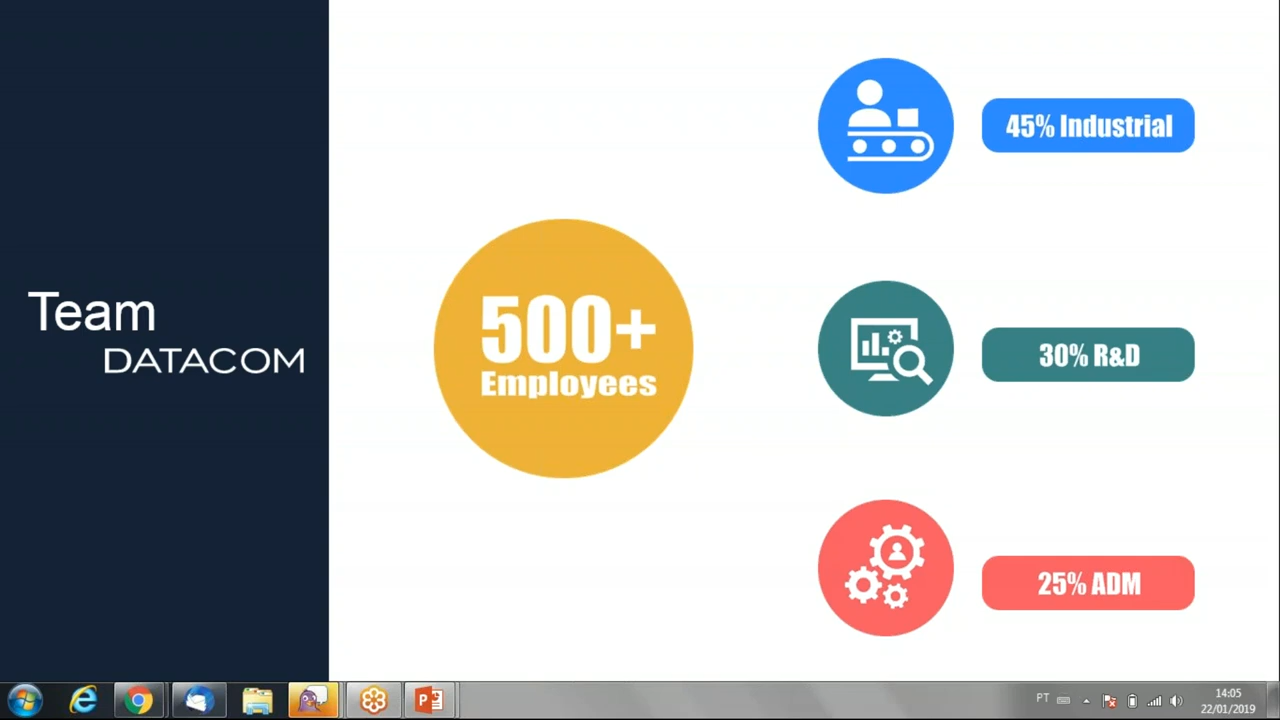 Team
DATACOM
500+
Employees
45% Industrial
30% R&D
25% ADM
PT
14:05
22/01/2019